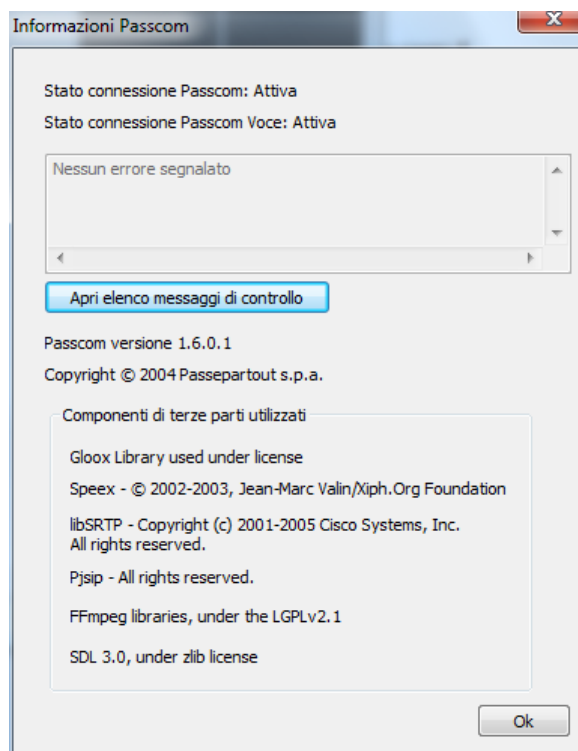 Informazioni Passcom
Stato connessione Passcom: Attiva
Stato connessione Passcom Voce: Attiva
Nessun errore segnalato
Apri elenco messaggi di controllo
Passcom versione 1.6.0.1
Copyright © 2004 Passepartout s.p.a.
Componenti di terze parti utilizzati
Gloox Library used under license
Speex - © 2002-2003, Jean-Marc Valin/Xiph.Org Foundation
libSRTP - Copyright (c) 2001-2005 Cisco Systems, Inc.
All rights reserved.
Pjsip - All rights reserved.
FFmpeg libraries, under the LGPLv2.1
SDL 3.0, under zlib license
Ok